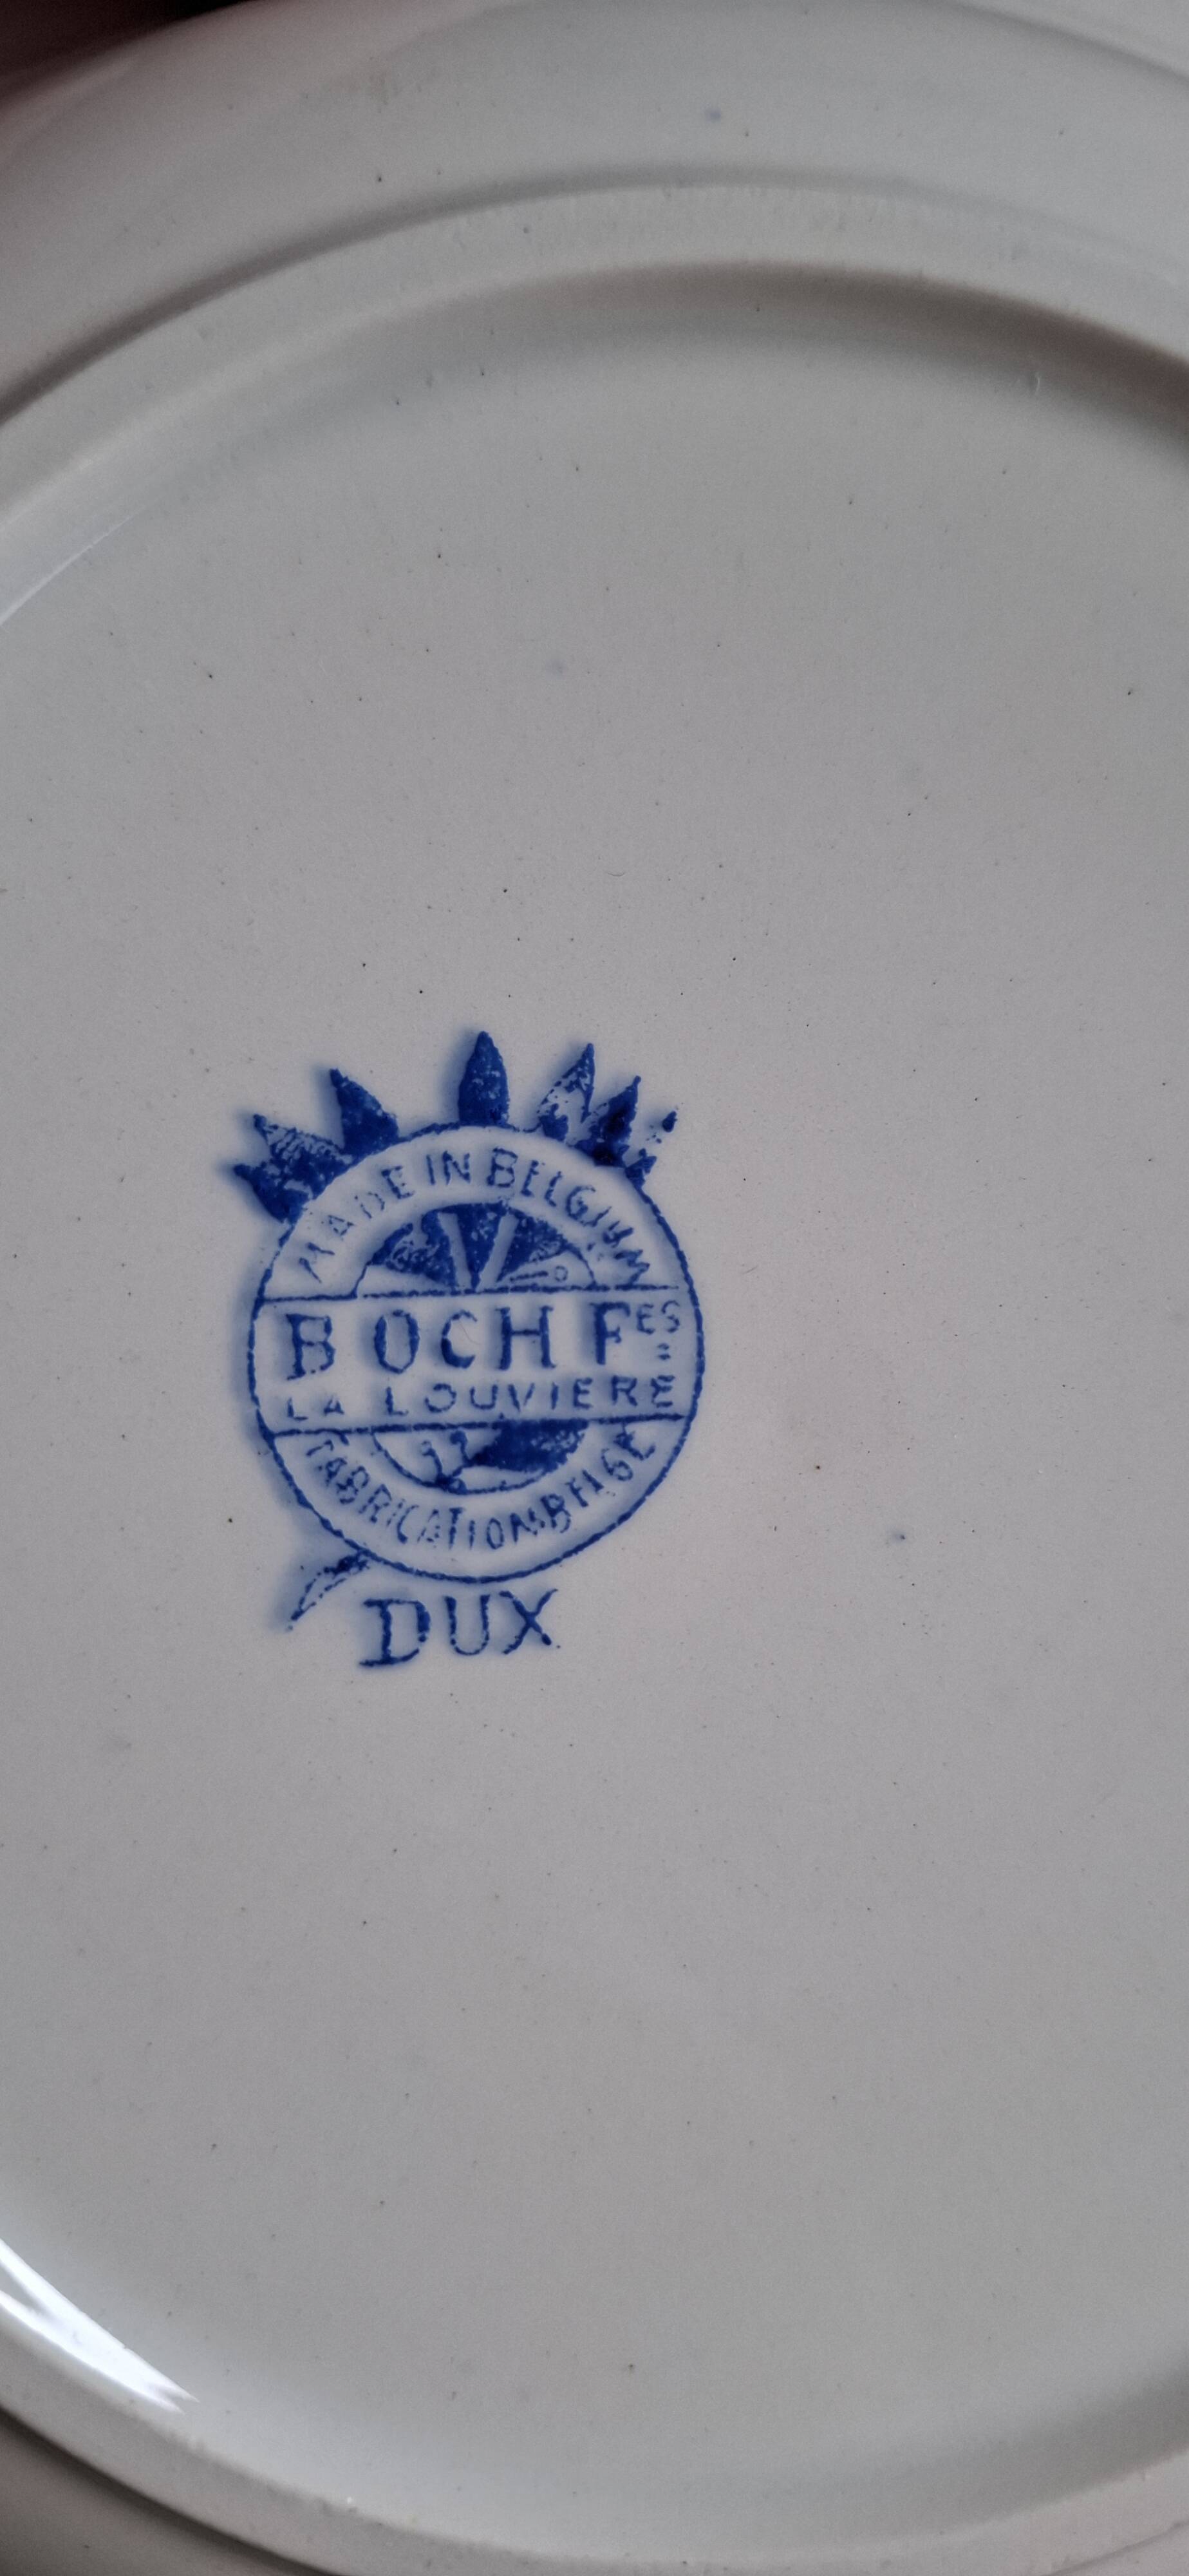 MADE IN BELGIUM
BOCH Fes
LA LOUVIERE
FABRICATION BELGE
DUX